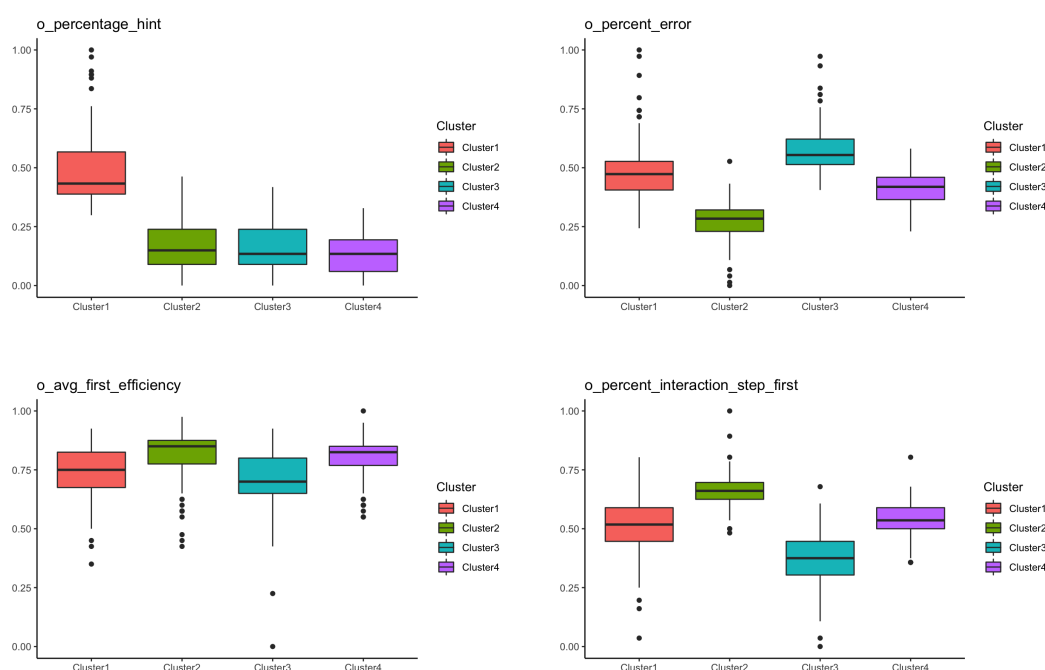 o_percentage_hint
1.00
0.75
0.50
0.25
0.00
Cluster1
Cluster2
Cluster3
Cluster4
Cluster
Cluster1
Cluster2
Cluster3
Cluster4
o_percent_error
1.00
0.75
0.50
0.25
0.00
Cluster1
Cluster2
Cluster3
Cluster4
Cluster
Cluster1
Cluster2
Cluster3
Cluster4
o_avg_first_efficiency
1.00
0.75
0.50
0.25
0.00
Cluster1
Cluster2
Cluster3
Cluster4
Cluster
Cluster1
Cluster2
Cluster3
Cluster4
o_percent_interaction_step_first
1.00
0.75
0.50
0.25
0.00
Cluster1
Cluster2
Cluster3
Cluster4
Cluster
Cluster1
Cluster2
Cluster3
Cluster4